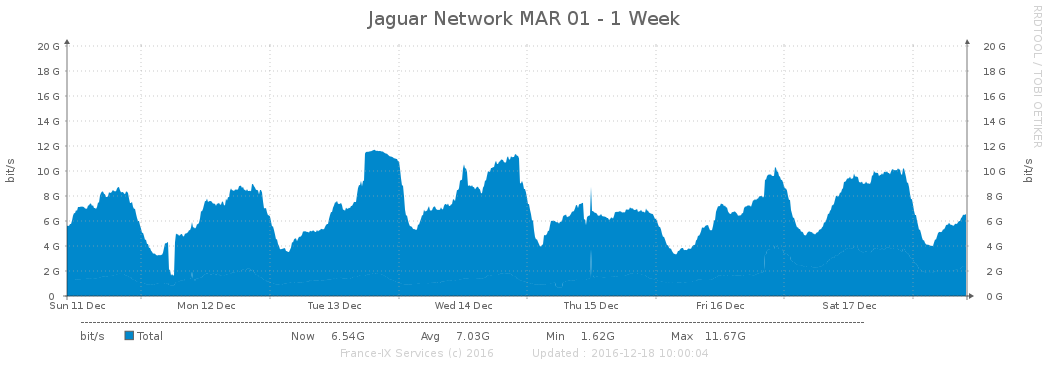 Jaguar Network MAR 01 - 1 Week
RRDTOOL / TOBI OETIKER
bit/s
bit/s
20 G 20 G
18 G 18 G
16 G 16 G
14 G 14 G
12 G 12 G
10 G 10 G
8 G 8 G
6 G 6 G
4 G 4 G
2 G 2 G
0 0 G
Sun 11 Dec Mon 12 Dec Tue 13 Dec Wed 14 Dec Thu 15 Dec Fri 16 Dec Sat 17 Dec
bit/s Total Now 6.54G Avg 7.03G Min 1.62G Max 11.67G
France-IX Services (c) 2016 Updated : 2016-12-18 10:00:04